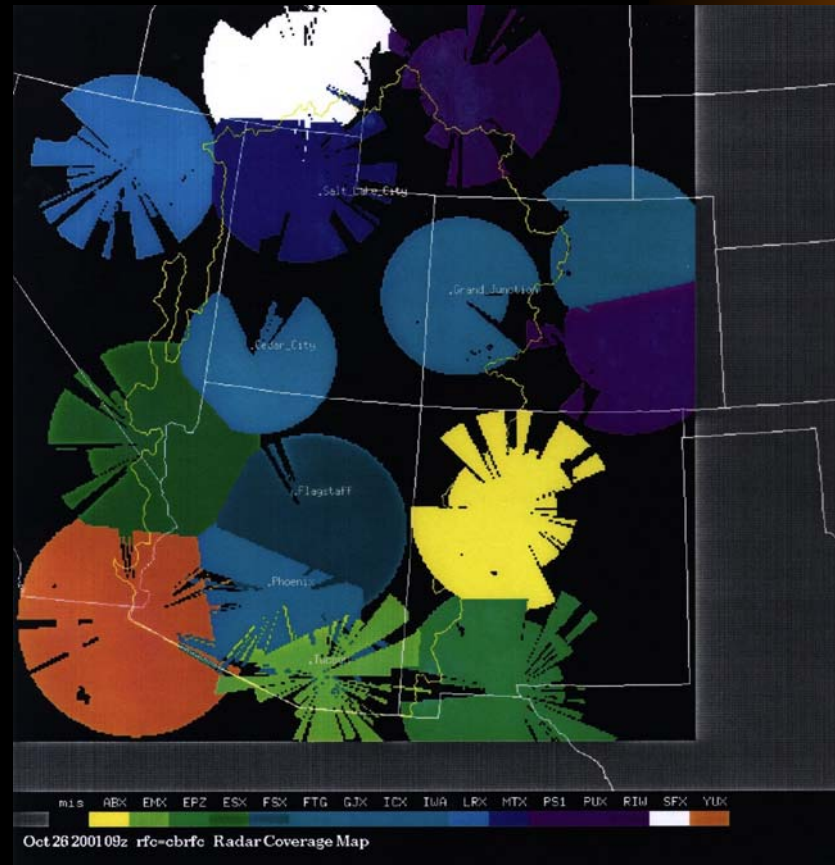 .Salt_Lake_City
.Grand_Junction
.Cedar_City
.Flagstaff
.Phoenix
.Tucson
mis ABX EMX EPZ ESX FSX FTG GJX ICX IWA LRX MTX PS1 PUX RIW SFX YUX
Oct 26 2001 09z rfc=cbrfc Radar Coverage Map